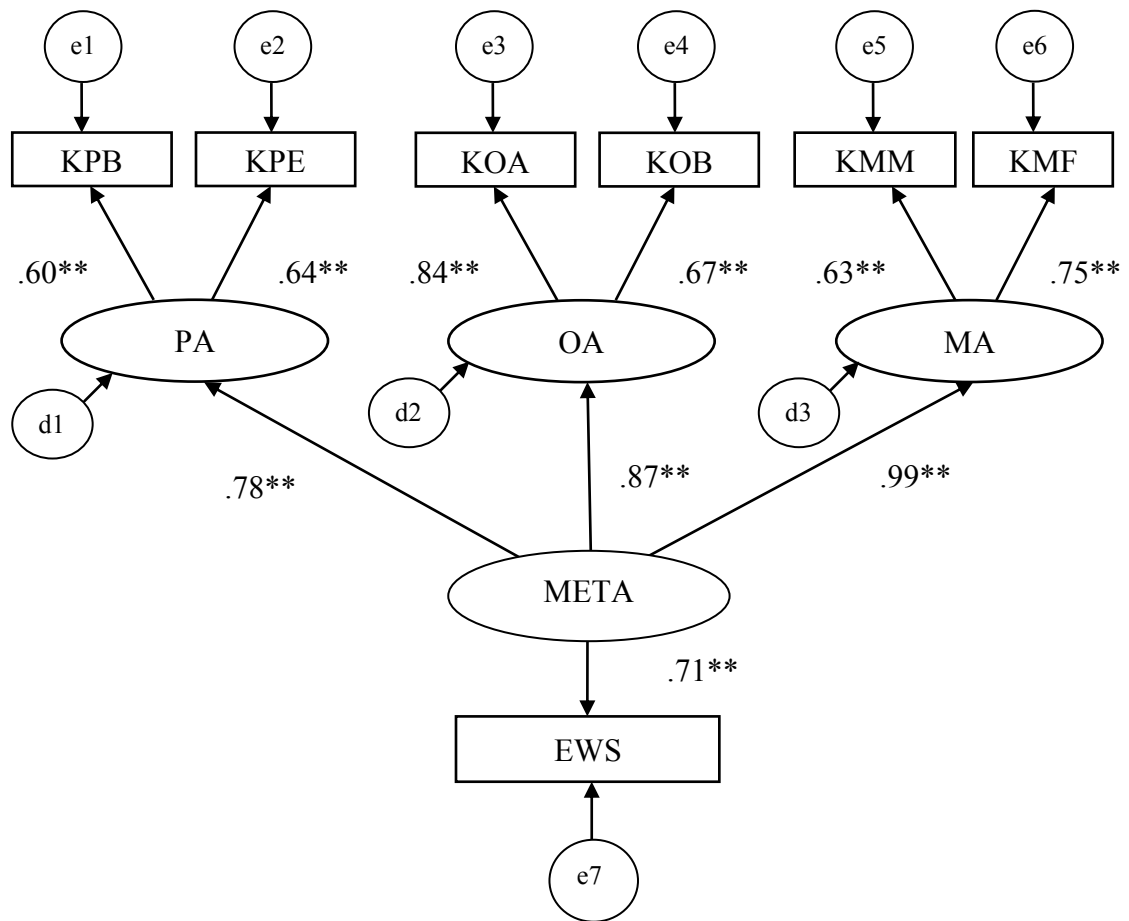 e1
e2
e3
e4
e5
e6
KPB
KPE
KOA
KOB
KMM
KMF
.60**
.64**
.84**
.67**
.63**
.75**
PA
OA
MA
d1
d2
d3
.78**
.87**
.99**
META
.71**
EWS
e7